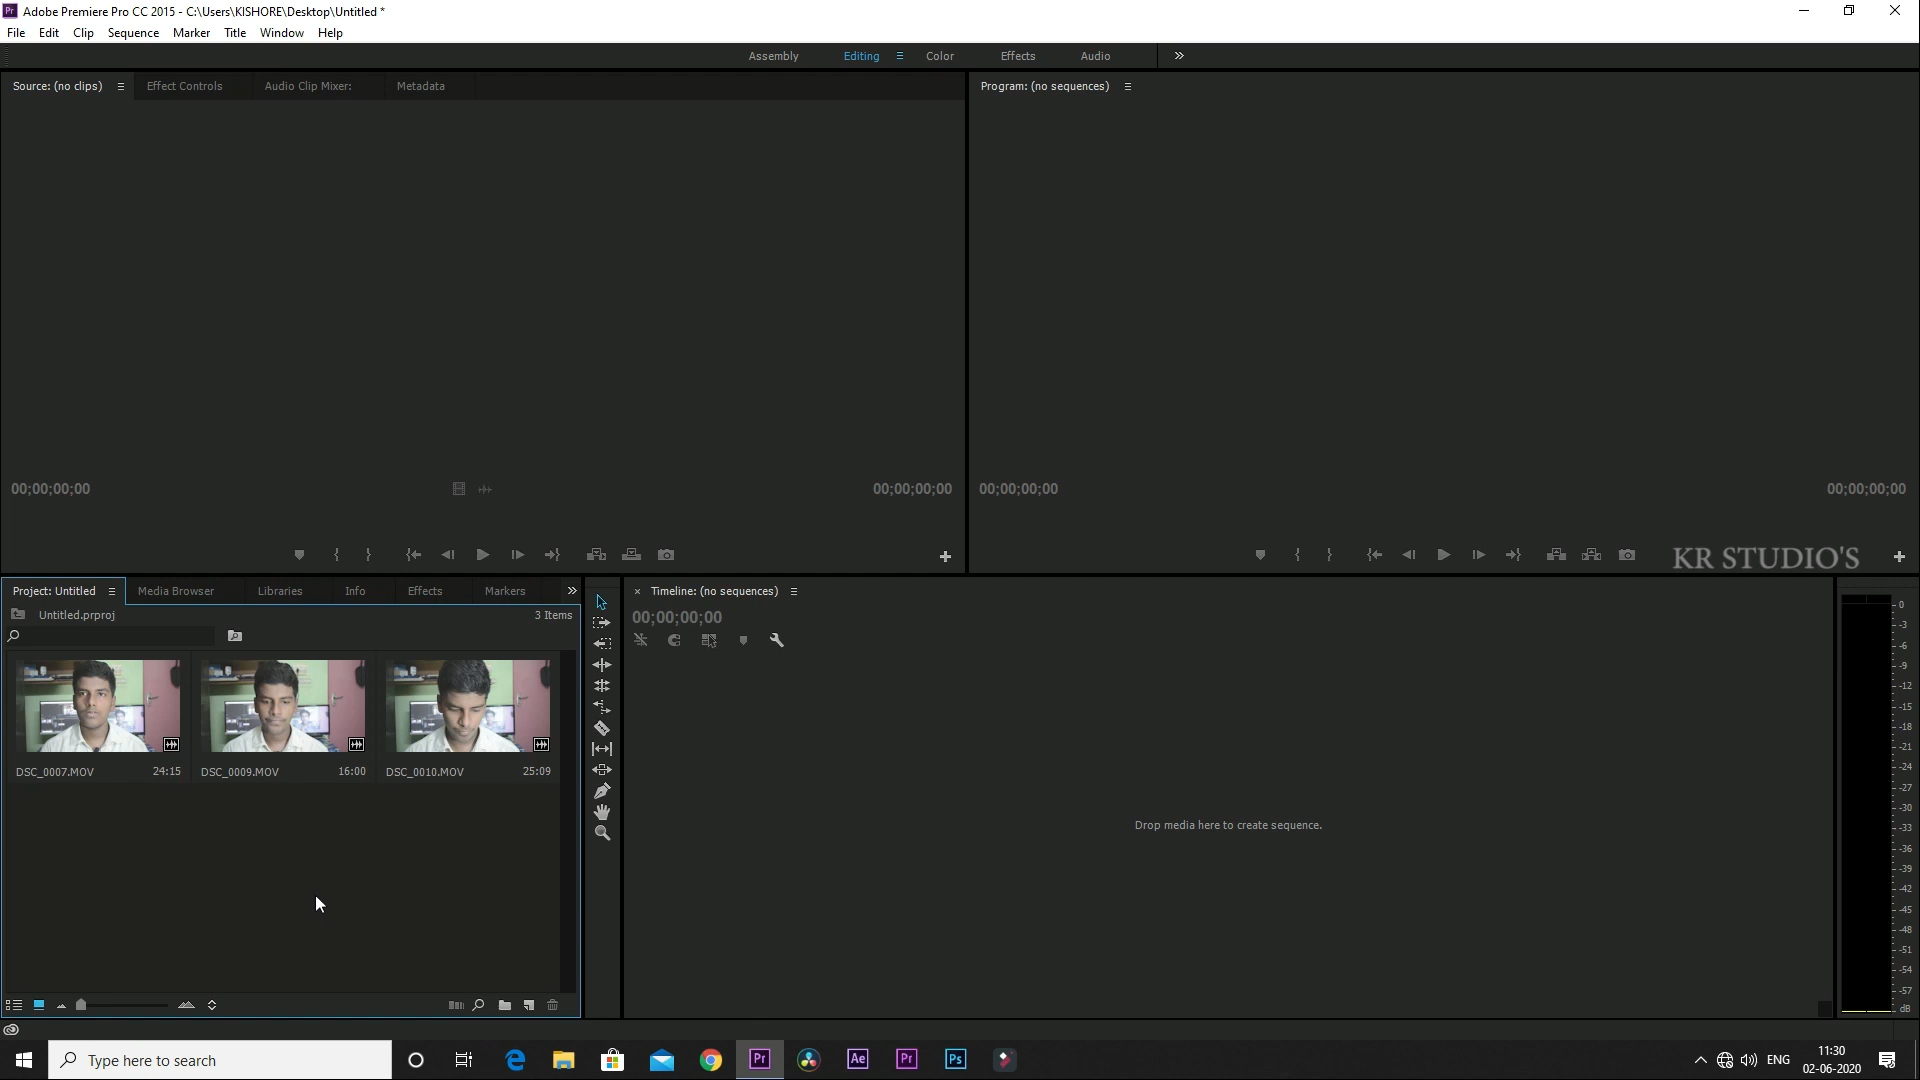 Adobe Premiere Pro CC 2015 - C:\Users\KISHORE\Desktop\Untitled *
File Edit Clip Sequence Marker Title Window Help
Assembly Editing Color Effects Audio
Source: (no clips) Effect Controls Audio Clip Mixer: Metadata
Program: (no sequences)
00;00;00;00 00;00;00;00
00;00;00;00 00;00;00;00
KR STUDIO'S
Project: Untitled Media Browser Libraries Info Effects Markers
Untitled.prproj 3 Items
DSC_0007.MOV 24:15 DSC_0009.MOV 16:00 DSC_0010.MOV 25:09
Timeline: (no sequences)
00;00;00;00
Drop media here to create sequence.
0
-3
-6
-9
-12
-15
-18
-21
-24
-27
-30
-33
-36
-39
-42
-45
-48
-51
-54
-57
dB
Type here to search
Pr Ae Pr Ps
ENG
11:30
02-06-2020